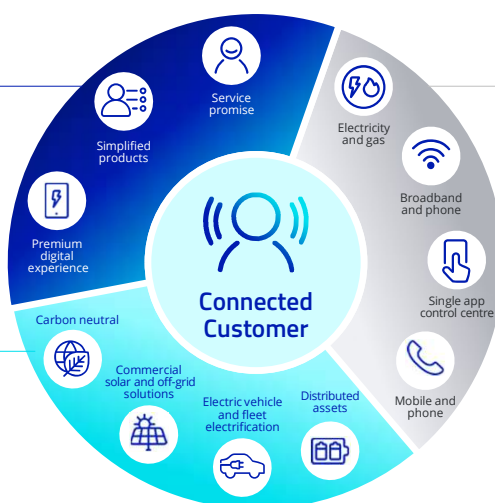 Service
promise
Simplified
products
Premium
digital
experience
Electricity
and gas
Broadband
and phone
Single app
control centre
Mobile and
phone
Connected
Customer
Carbon neutral
Commercial
solar and off-grid
solutions
Electric vehicle
and fleet
electrification
Distributed
assets